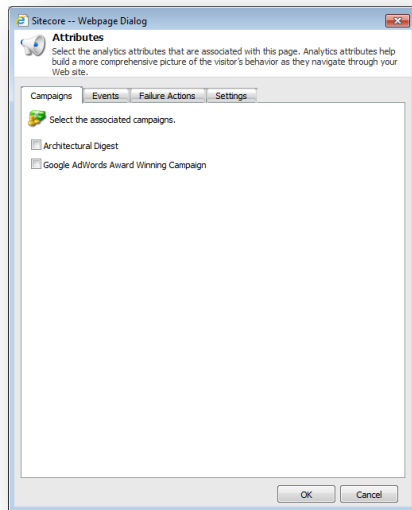 Sitecore -- Webpage Dialog
Attributes
Select the analytics attributes that are associated with this page. Analytics attributes help
build a more comprehensive picture of the visitor's behavior as they navigate through your
Web site.
Campaigns Events Failure Actions Settings
Select the associated campaigns.
Architectural Digest
Google AdWords Award Winning Campaign
OK Cancel